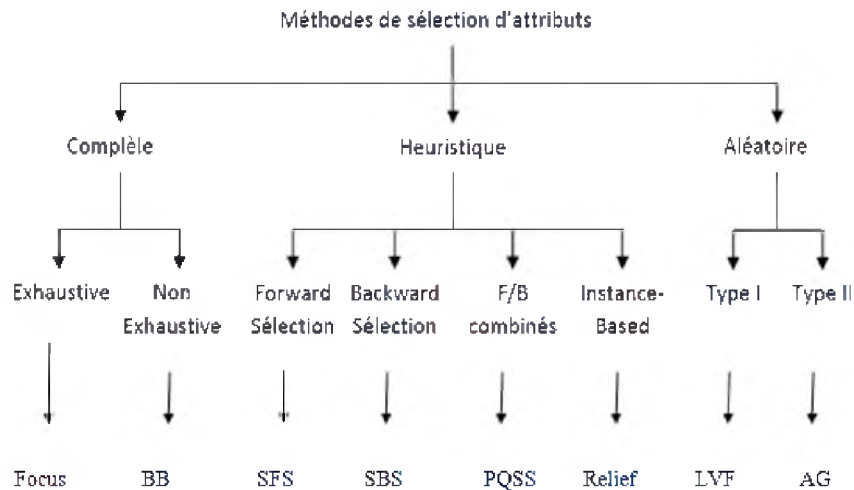 Méthodes de sélection d'attributs
Complèle
Heuristique
Aléatoire
Exhaustive
Non
Exhaustive
Forward
Sélection
Backward
Sélection
F/B
combinés
Instance-
Based
Type I
Type II
Focus
BB
SFS
SBS
PQSS
Relief
LVF
AG